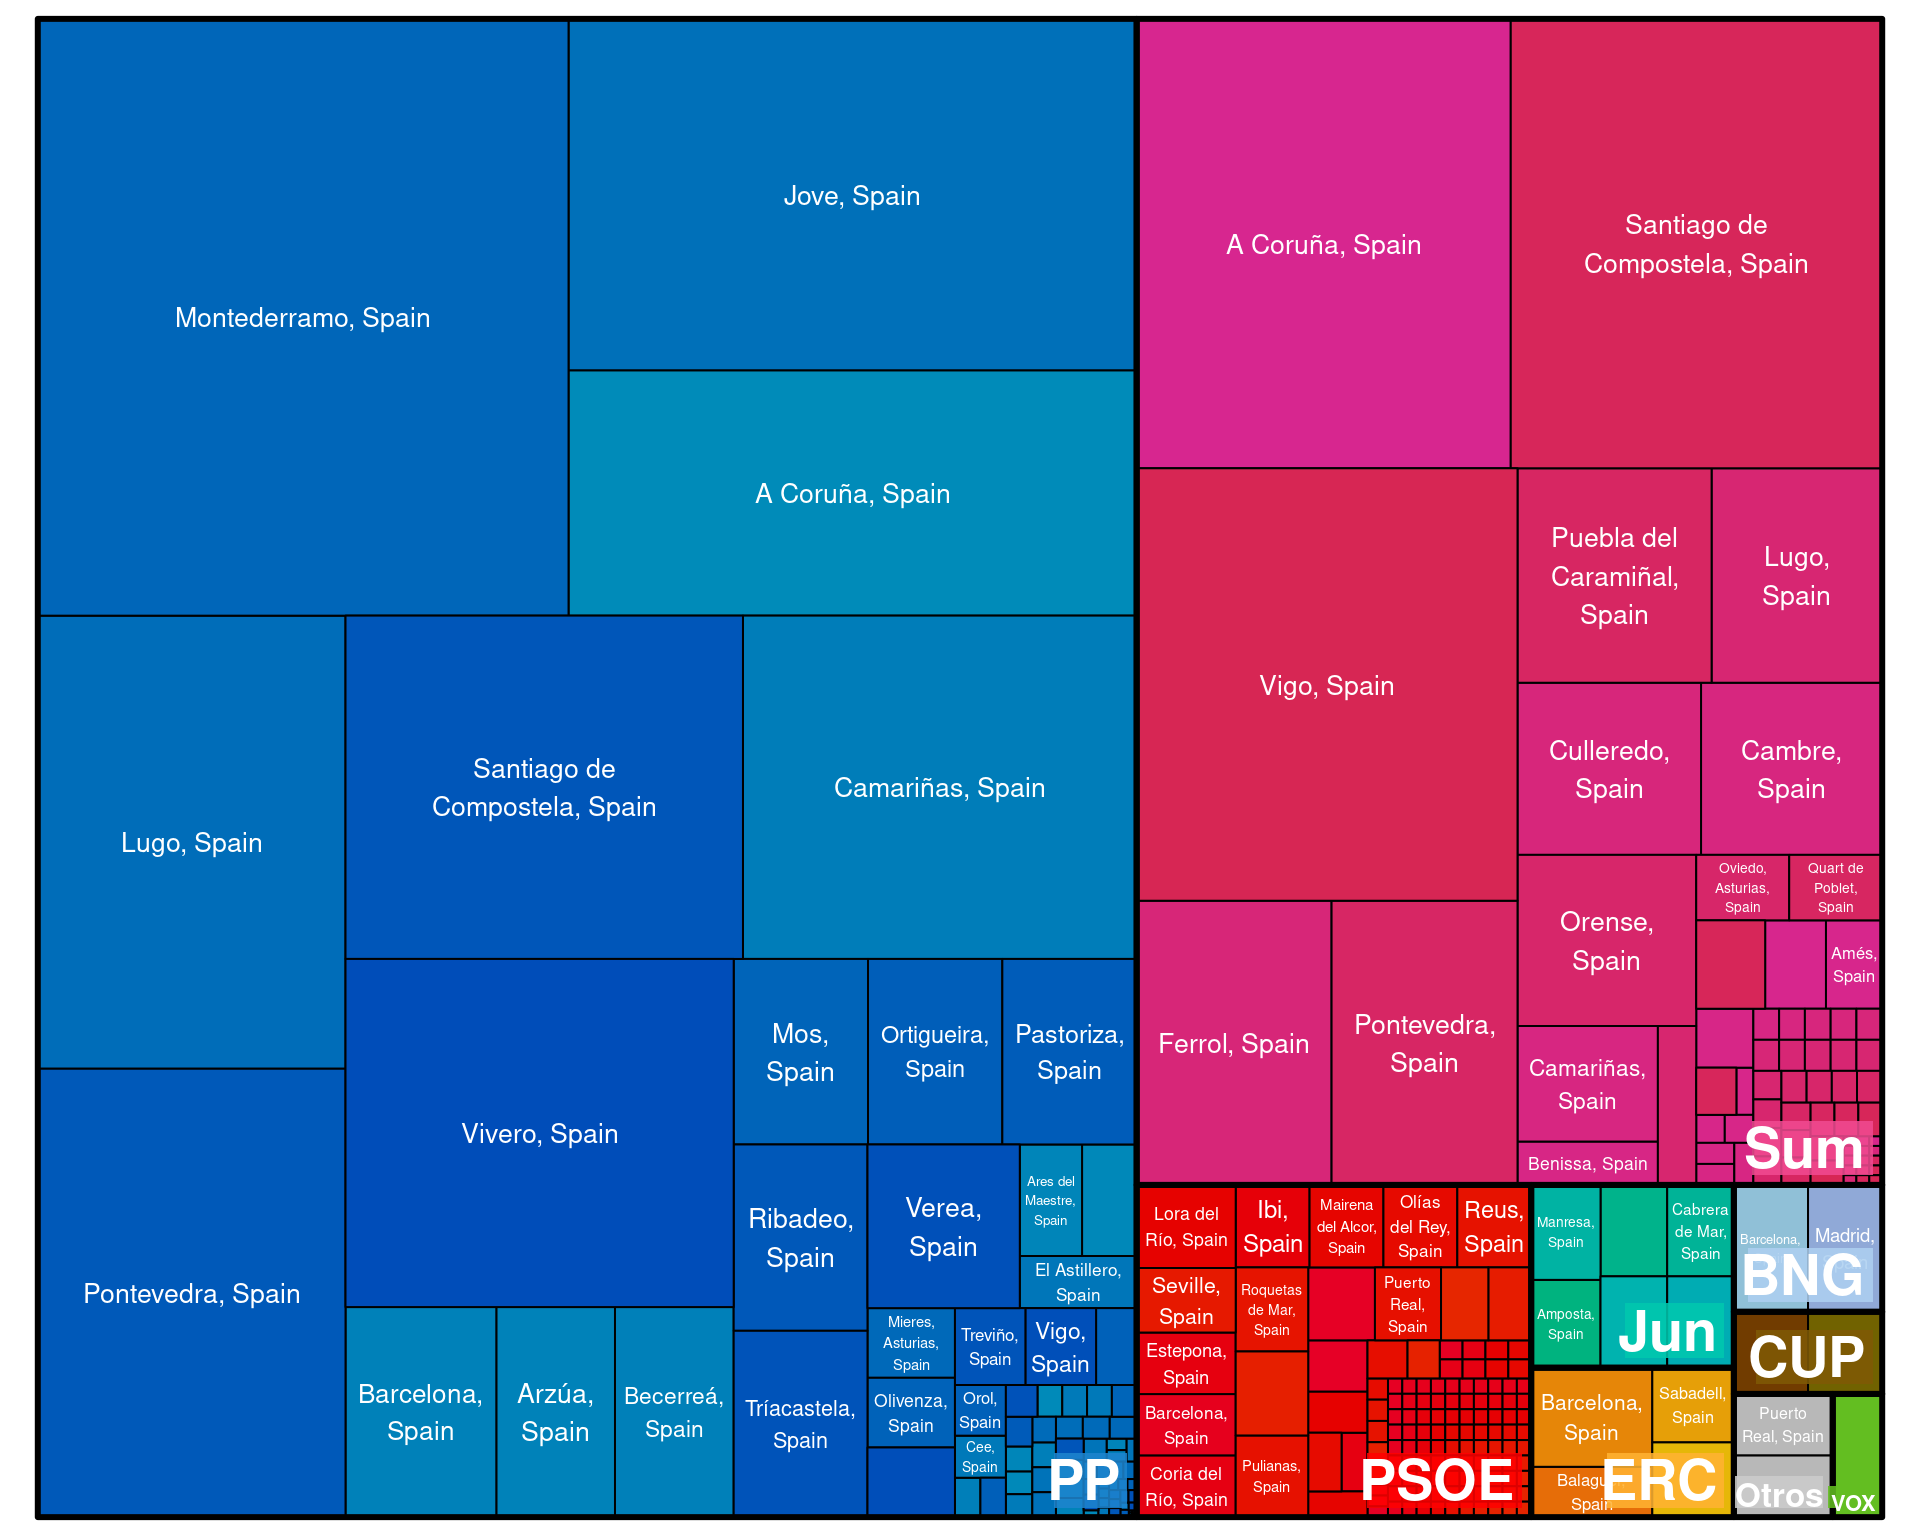 Montederramo, Spain
Jove, Spain
A Coruña, Spain
Lugo, Spain
Santiago de
Compostela, Spain
Camariñas, Spain
Pontevedra, Spain
Vivero, Spain
Barcelona,
Spain
Arzúa,
Spain
Becerreá,
Spain
Mos,
Spain
Ortigueira,
Spain
Pastoriza,
Spain
Ribadeo,
Spain
Verea,
Spain
Ares del
Maestre,
Spain
El Astillero,
Spain
Tríacastela,
Spain
Mieres,
Asturias,
Spain
Treviño,
Spain
Vigo,
Spain
Olivenza,
Spain
Orol,
Spain
Cee,
Spain
PP
A Coruña, Spain
Santiago de
Compostela, Spain
Vigo, Spain
Puebla del
Caramiñal,
Spain
Lugo,
Spain
Culleredo,
Spain
Cambre,
Spain
Ferrol, Spain
Pontevedra,
Spain
Orense,
Spain
Oviedo,
Asturias,
Spain
Quart de
Poblet,
Spain
Amés,
Spain
Camariñas,
Spain
Benissa, Spain
Sum
Lora del
Río, Spain
Ibi,
Spain
Mairena
del Alcor,
Spain
Olías
del Rey,
Spain
Reus,
Spain
Seville,
Spain
Roquetas
de Mar,
Spain
Puerto
Real,
Spain
Estepona,
Spain
Barcelona,
Spain
Coria del
Río, Spain
Pulianas,
Spain
PSOE
Manresa,
Spain
Cabrera
de Mar,
Spain
Amposta,
Spain
Jun
Barcelona,
Spain
Sabadell,
Spain
Balagu
Spain
ERC
Barcelona,
Madrid,
BNG
CUP
Puerto
Real, Spain
Otros
VOX